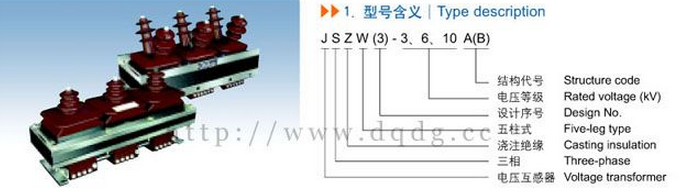 ▶▶ 1. 型号含义 | Type description
J S Z W (3) - 3、6、10 A(B)
结构代号 Structure code
电压等级 Rated voltage (kV)
设计序号 Design No.
五柱式 Five-leg type
浇注绝缘 Casting insulation
三相 Three-phase
电压互感器 Voltage transformer
http://www.dqdg.cc